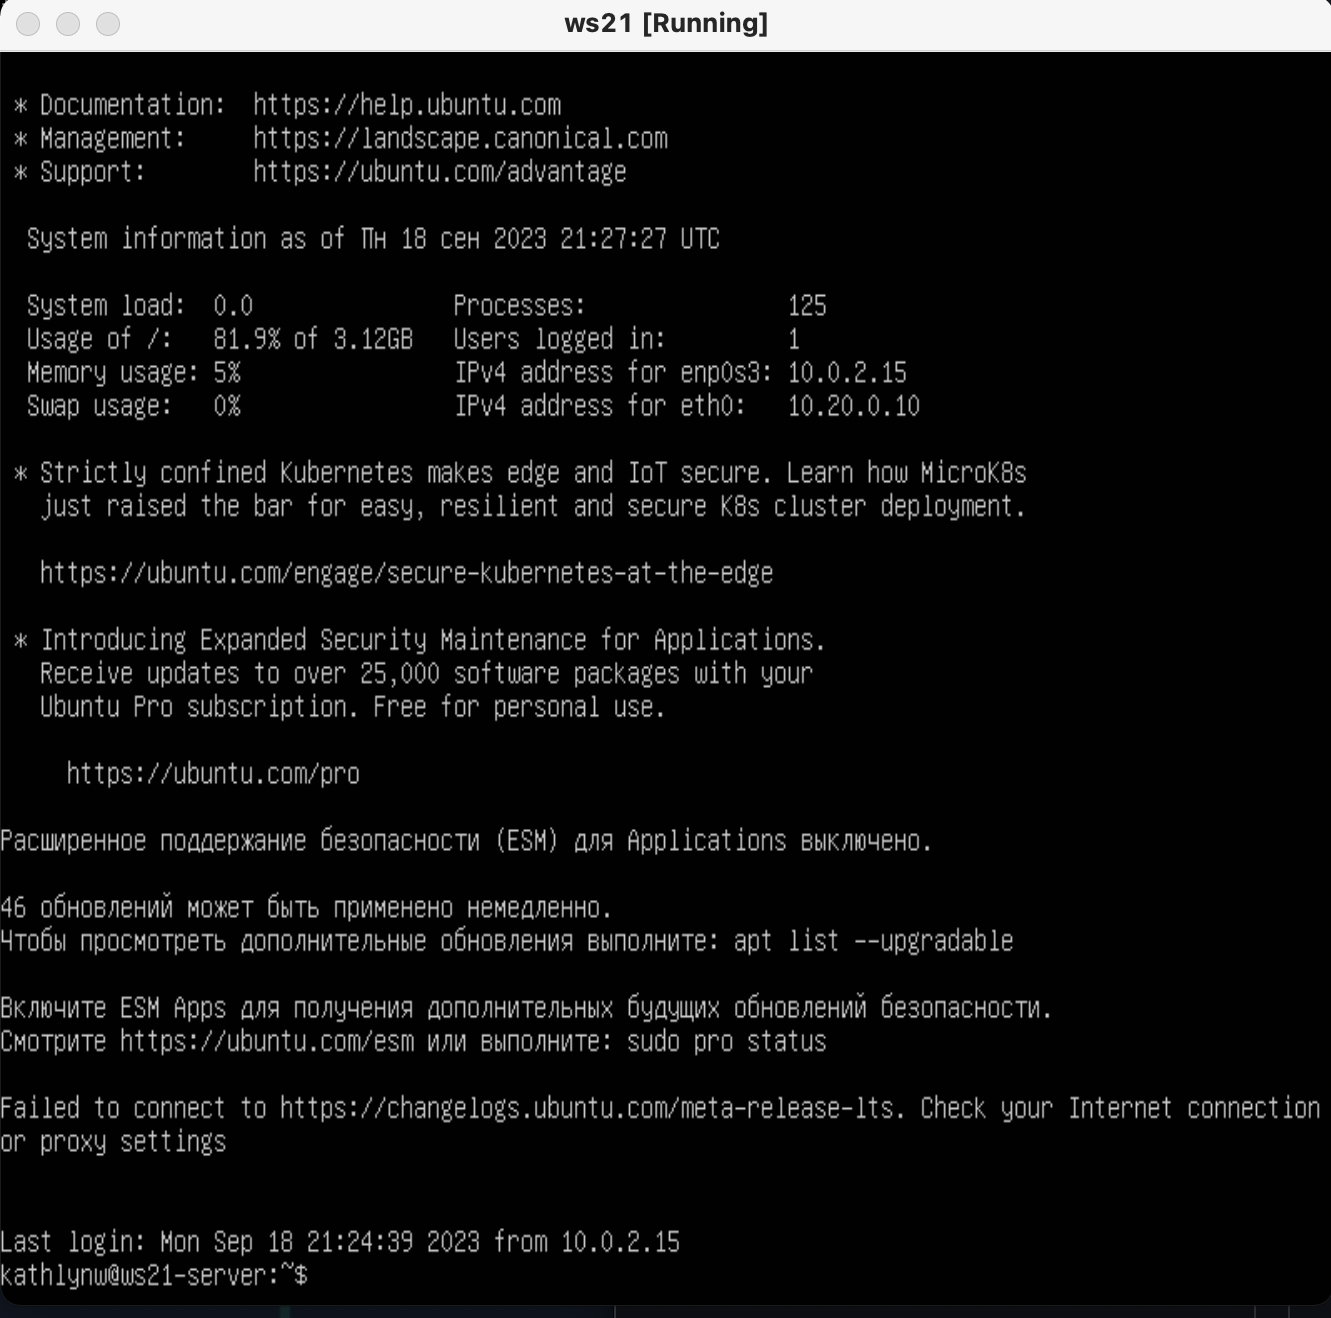 ws21 [Running]
* Documentation:  https://help.ubuntu.com
* Management:     https://landscape.canonical.com
* Support:        https://ubuntu.com/advantage
System information as of Пн 18 сен 2023 21:27:27 UTC
System load:  0.0               Processes:               125
Usage of /:   81.9% of 3.12GB   Users logged in:         1
Memory usage: 5%                IPv4 address for enp0s3: 10.0.2.15
Swap usage:   0%                IPv4 address for eth0:   10.20.0.10
* Strictly confined Kubernetes makes edge and IoT secure. Learn how MicroK8s
just raised the bar for easy, resilient and secure K8s cluster deployment.
https://ubuntu.com/engage/secure-kubernetes-at-the-edge
* Introducing Expanded Security Maintenance for Applications.
Receive updates to over 25,000 software packages with your
Ubuntu Pro subscription. Free for personal use.
https://ubuntu.com/pro
Расширенное поддержание безопасности (ESM) для Applications выключено.
46 обновлений может быть применено немедленно.
Чтобы просмотреть дополнительные обновления выполните: apt list --upgradable
Включите ESM Apps для получения дополнительных будущих обновлений безопасности.
Смотрите https://ubuntu.com/esm или выполните: sudo pro status
Failed to connect to https://changelogs.ubuntu.com/meta-release-lts. Check your Internet connection
or proxy settings
Last login: Mon Sep 18 21:24:39 2023 from 10.0.2.15
kathlynw@ws21-server:~$